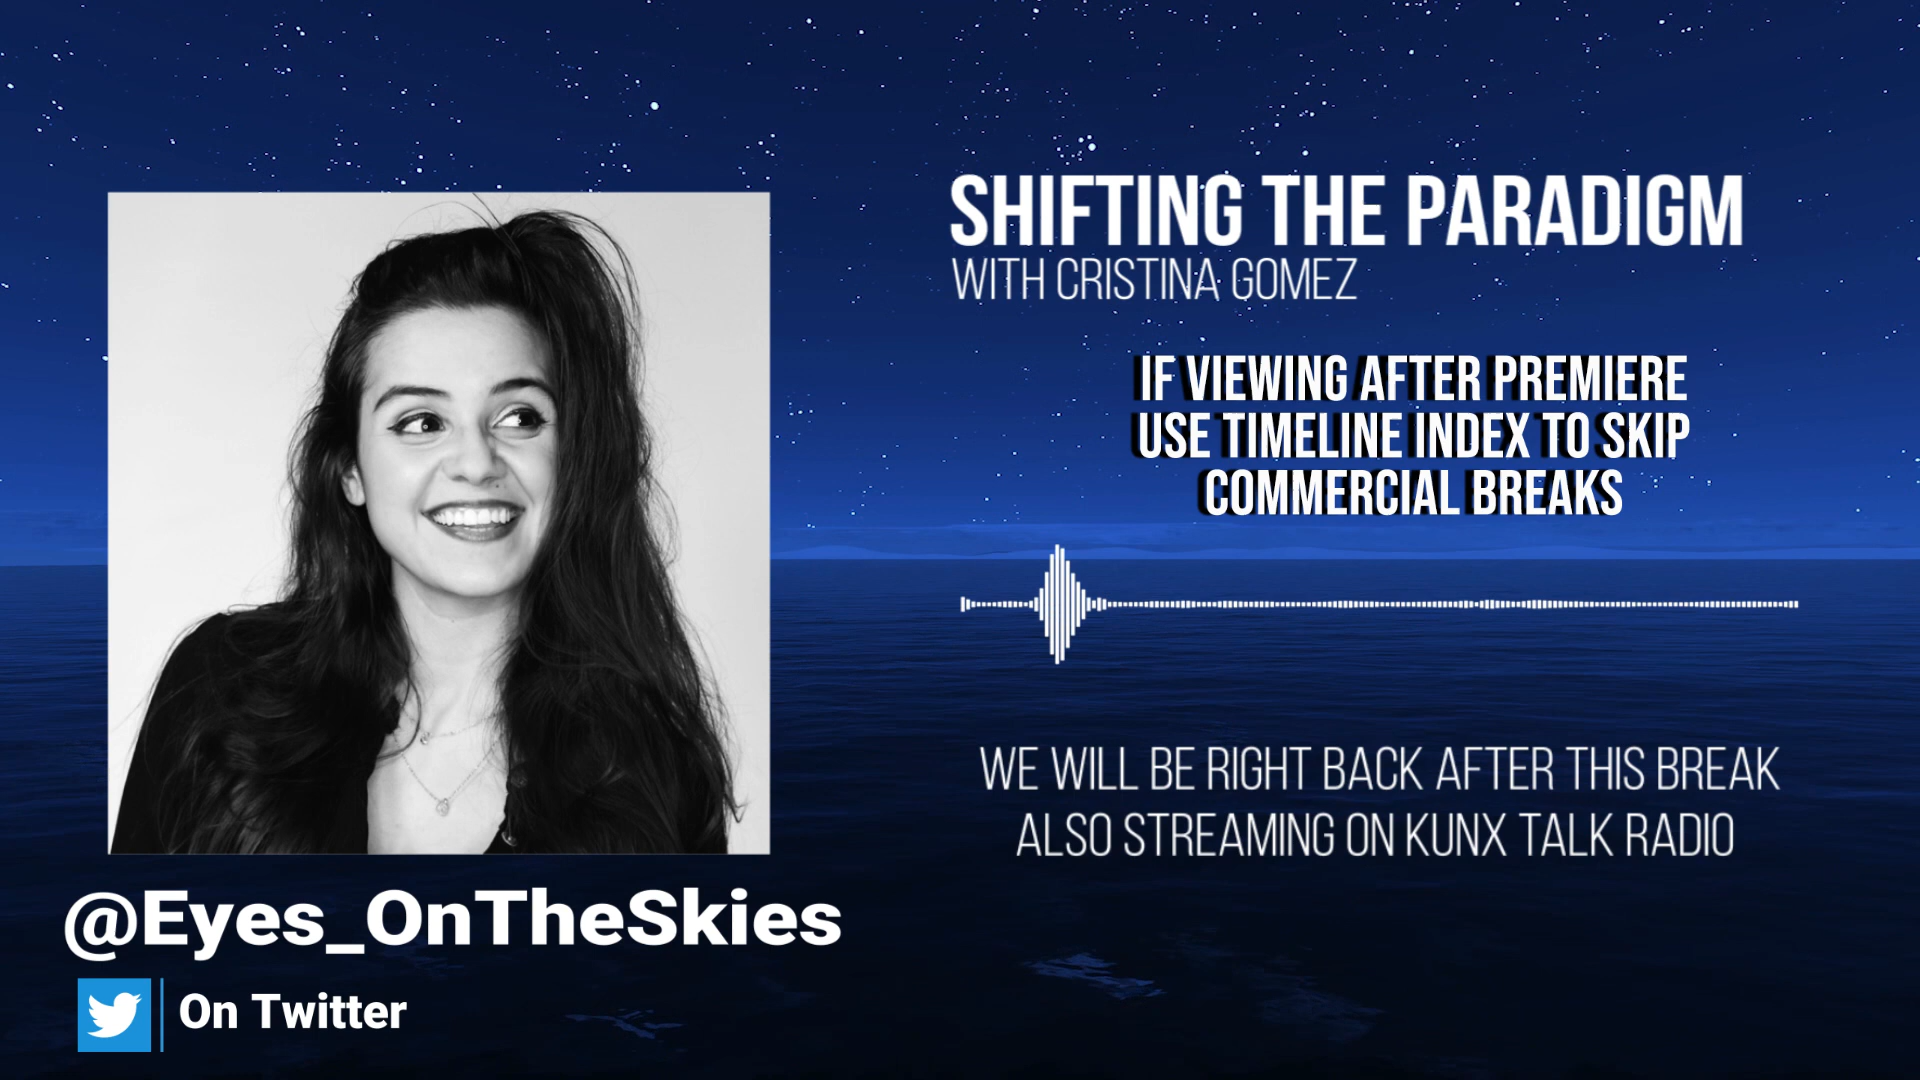 SHIFTING THE PARADIGM
WITH CRISTINA GOMEZ
IF VIEWING AFTER PREMIERE
USE TIMELINE INDEX TO SKIP
COMMERCIAL BREAKS
WE WILL BE RIGHT BACK AFTER THIS BREAK
ALSO STREAMING ON KUNX TALK RADIO
@Eyes_OnTheSkies
On Twitter